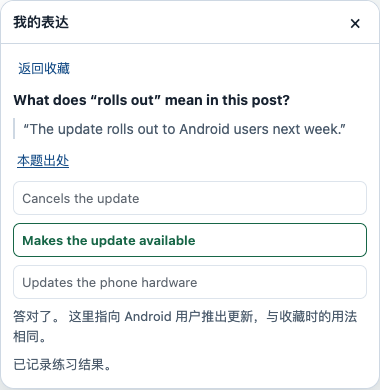 我的表达
×
返回收藏
What does “rolls out” mean in this post?
“The update rolls out to Android users next week.”
本题出处
Cancels the update
Makes the update available
Updates the phone hardware
答对了。 这里指向 Android 用户推出更新，与收藏时的用法
相同。
已记录练习结果。